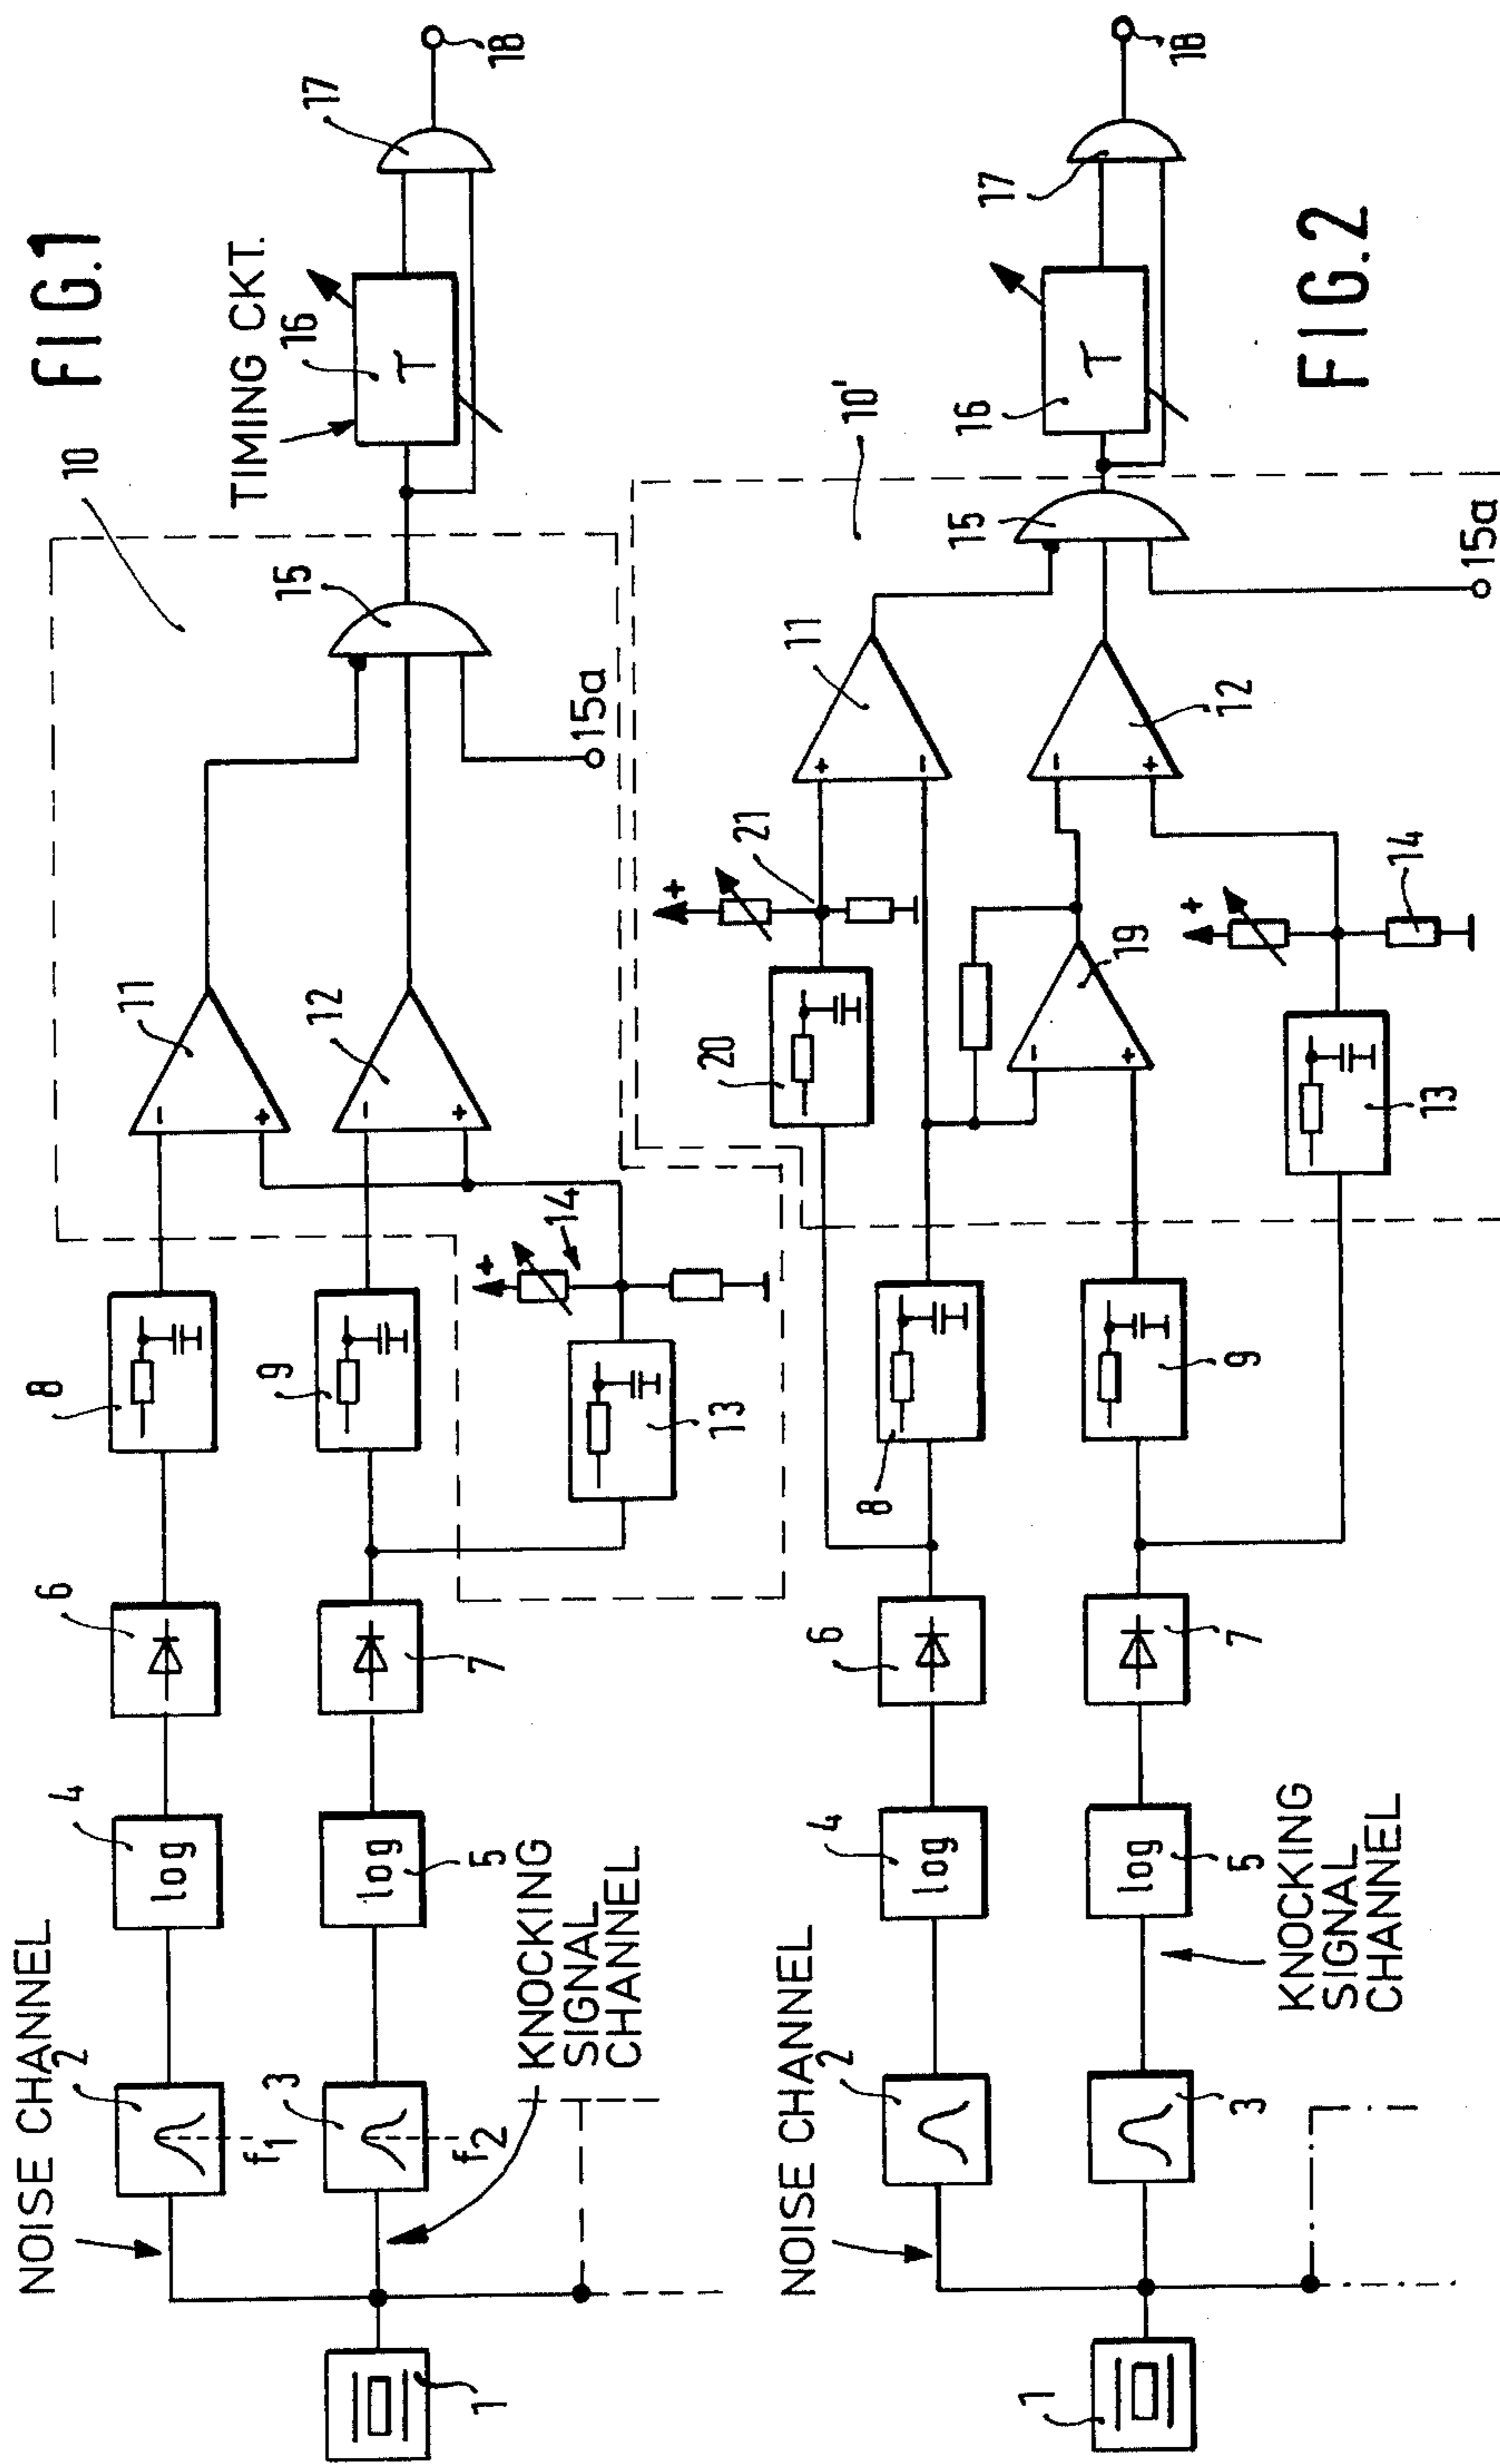 FIG.1
NOISE CHANNEL
2
4
6
8
11
10
TIMING CKT.
16
T
17
18
log
f1
3
log
5
7
9
12
15
f2
KNOCKING
SIGNAL
CHANNEL
-
+
-
+
+
14
13
15a
1
FIG.2
NOISE CHANNEL
2
4
6
8
20
21
11
10'
16
T
17
18
log
+
+
-
15
3
log
5
7
9
19
12
-
+
-
+
KNOCKING
SIGNAL
CHANNEL
+
14
13
15a
1